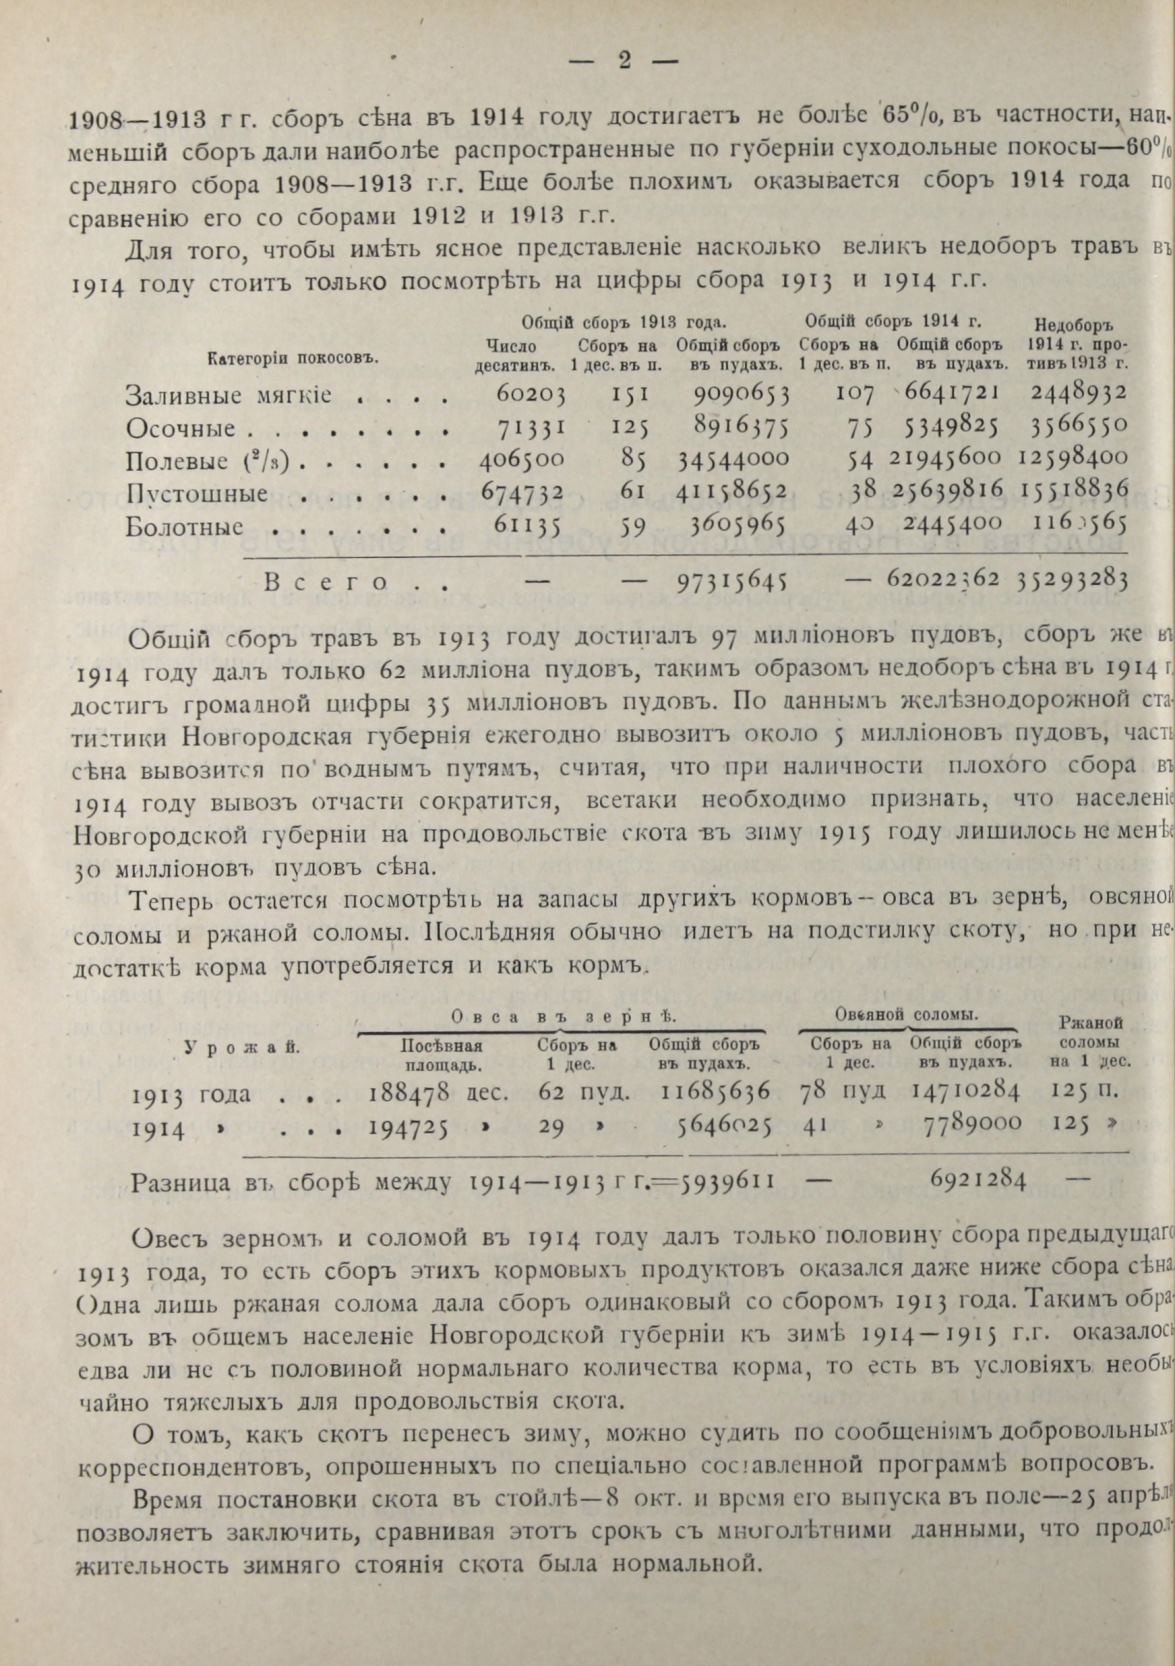 — 2 —
1908—1913 г г. сборъ сѣна въ 1914 году достигаетъ не болѣе 65%, въ частности, наи-
меньшій сборъ дали наиболѣе распространенные по губерніи суходольные покосы—60%
средняго сбора 1908—1913 г.г. Еще болѣе плохимъ оказывается сборъ 1914 года по
сравненію его со сборами 1912 и 1913 г.г.
Для того, чтобы имѣть ясное представленіе насколько великъ недоборъ травъ въ
1914 году стоитъ только посмотрѣть на цифры сбора 1913 и 1914 г.г.
Общій сборъ 1913 года. Общій сборъ 1914 г. Недоборъ
Число Сборъ на Общій сборъ Сборъ на Общій сборъ 1914 г. про-
Категоріи покосовъ. десятинъ. 1 дес. въ п. въ пудахъ. 1 дес. въ п. въ пудахъ. тивъ 1913 г.
Заливные мягкіе . . . . 60203 151 9090653 107 6641721 2448932
Осочные . . . . . . . . 71331 125 8916375 75 5349825 3566550
Полевые (²/₃) . . . . . . 406500 85 34544000 54 21945600 12598400
Пустошные . . . . . . 674732 61 41158652 38 25639816 15518836
Болотные . . . . . . . 61135 59 3605965 40 2445400 1160565
Всего . . — — 97315645 — 62022362 35293283
Общій сборъ травъ въ 1913 году достигалъ 97 милліоновъ пудовъ, сборъ же въ
1914 году далъ только 62 милліона пудовъ, такимъ образомъ недоборъ сѣна въ 1914 г.
достигъ громадной цифры 35 милліоновъ пудовъ. По даннымъ желѣзнодорожной ста-
тистики Новгородская губернія ежегодно вывозитъ около 5 милліоновъ пудовъ, часть
сѣна вывозится по воднымъ путямъ, считая, что при наличности плохого сбора въ
1914 году вывозъ отчасти сократится, всетаки необходимо признать, что населеніе
Новгородской губерніи на продовольствіе скота въ зиму 1915 году лишилось не менѣе
30 милліоновъ пудовъ сѣна.
Теперь остается посмотрѣть на запасы другихъ кормовъ — овса въ зернѣ, овсяной
соломы и ржаной соломы. Послѣдняя обычно идетъ на подстилку скоту, но при не-
достаткѣ корма употребляется и какъ кормъ.
Овса въ зернѣ. Овсяной соломы. Ржаной
Урожай. Посѣвная Сборъ на Общій сборъ Сборъ на Общій сборъ соломы
площадь. 1 дес. въ пудахъ. 1 дес. въ пудахъ. на 1 дес.
1913 года . . . 188478 дес. 62 пуд. 11685636 78 пуд 14710284 125 п.
1914 » . . . 194725 » 29 » 5646025 41 » 7789000 125 »
Разница въ сборѣ между 1914—1913 г г.=5939611 — 6921284 —
Овесъ зерномъ и соломой въ 1914 году далъ только половину сбора предыдущаго
1913 года, то есть сборъ этихъ кормовыхъ продуктовъ оказался даже ниже сбора сѣна
Одна лишь ржаная солома дала сборъ одинаковый со сборомъ 1913 года. Такимъ обра-
зомъ въ общемъ населеніе Новгородской губерніи къ зимѣ 1914—1915 г.г. оказалось
едва ли не съ половиной нормальнаго количества корма, то есть въ условіяхъ необы-
чайно тяжелыхъ для продовольствія скота.
О томъ, какъ скотъ перенесъ зиму, можно судить по сообщеніямъ добровольныхъ
корреспондентовъ, опрошенныхъ по спеціально составленной программѣ вопросовъ.
Время постановки скота въ стойлѣ—8 окт. и время его выпуска въ поле—25 апрѣля
позволяетъ заключить, сравнивая этотъ срокъ съ многолѣтними данными, что продол-
жительность зимняго стоянія скота была нормальной.